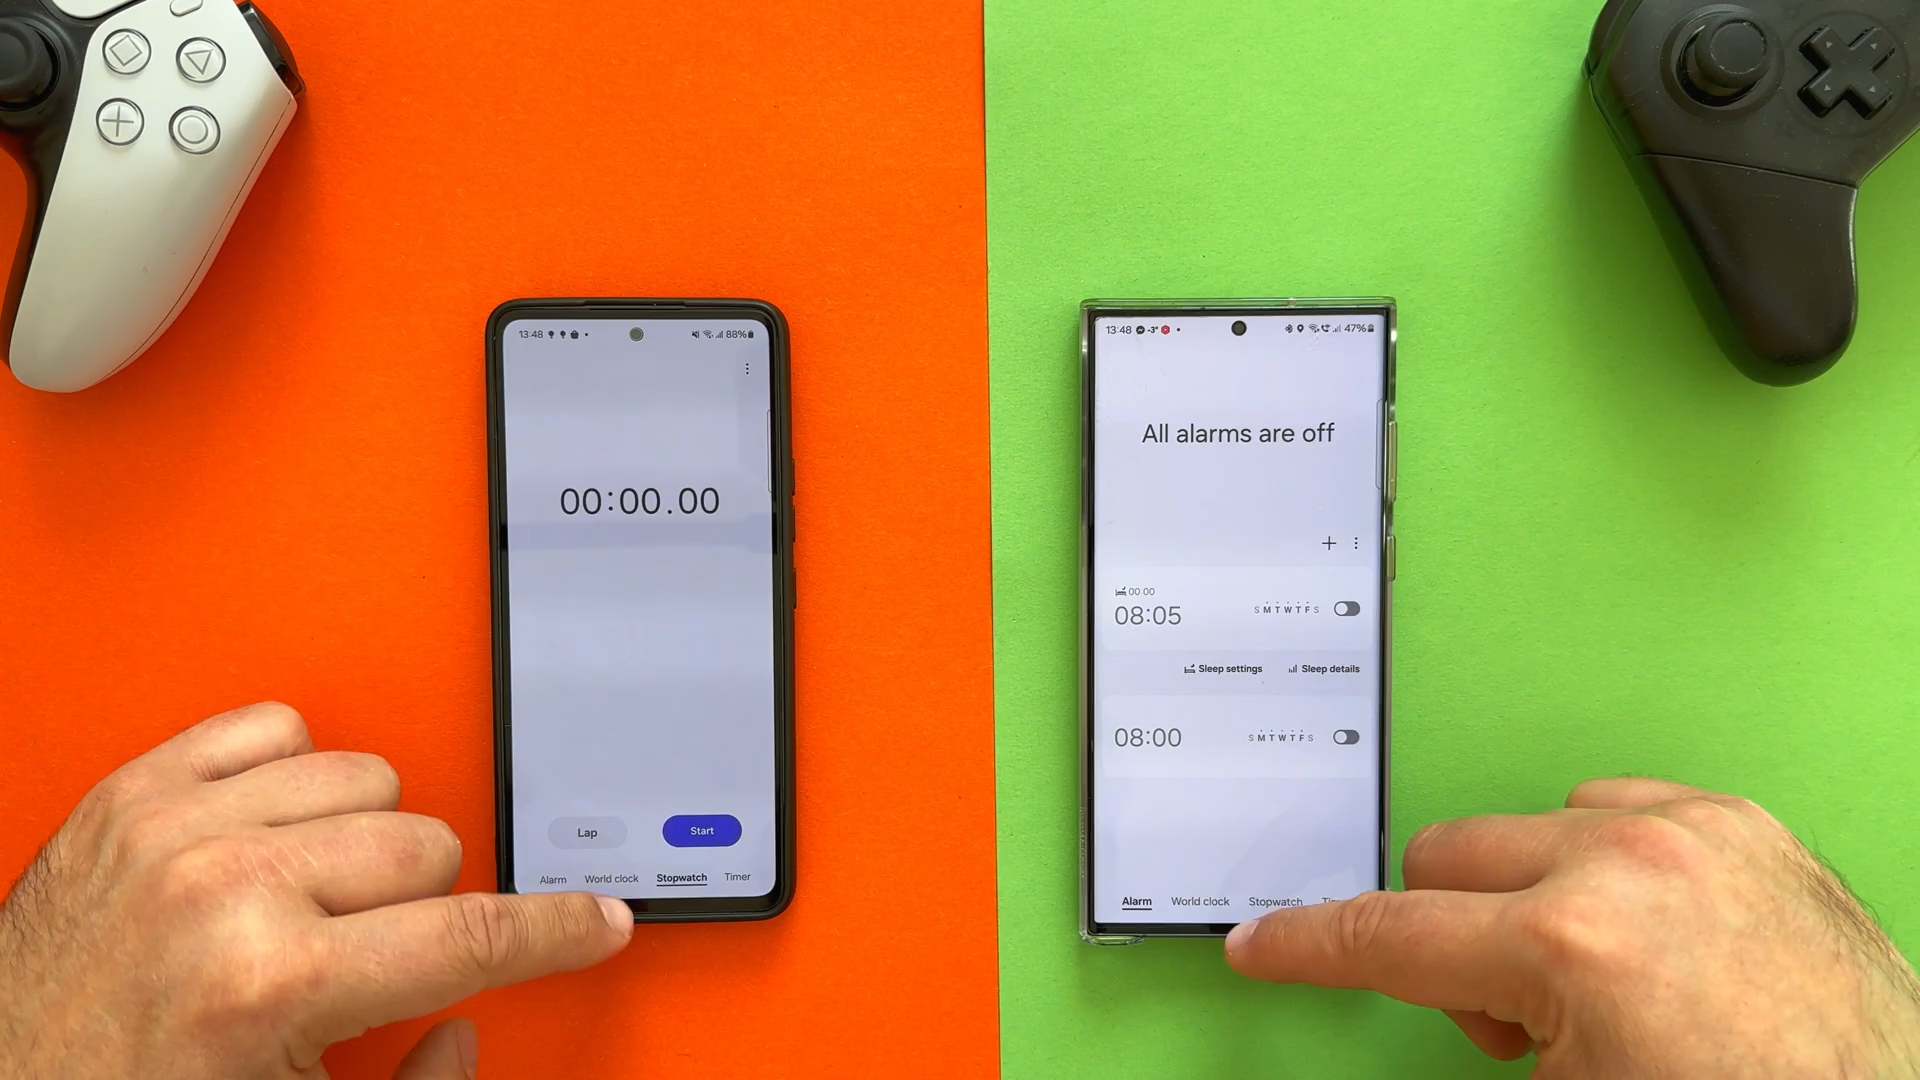 13:48
88%
00:00.00
Lap
Start
Alarm
World clock
Stopwatch
Timer
13:48
-3°
47%
All alarms are off
00:00
08:05
S M T W T F S
Sleep settings
Sleep details
08:00
S M T W T F S
Alarm
World clock
Stopwatch